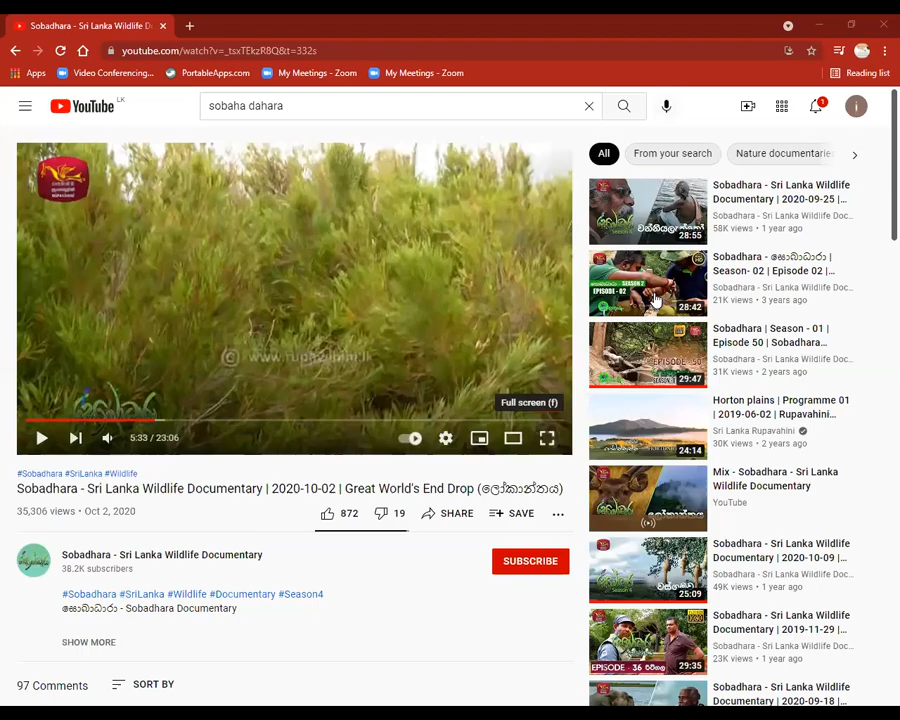 Sobadhara - Sri Lanka Wildlife Do
youtube.com/watch?v=_tsxTEkzR8Q&t=332s
Apps
Video Conferencing...
PortableApps.com
My Meetings - Zoom
My Meetings - Zoom
Reading list
YouTube LK
sobaha dahara
1
i
© www.rupavahini.lk
Full screen (f)
5:33 / 23:06
#Sobadhara #SriLanka #Wildlife
Sobadhara - Sri Lanka Wildlife Documentary | 2020-10-02 | Great World's End Drop (ලෝකාන්තය)
35,306 views • Oct 2, 2020
872
19
SHARE
SAVE
Sobadhara - Sri Lanka Wildlife Documentary
38.2K subscribers
SUBSCRIBE
#Sobadhara #SriLanka #Wildlife #Documentary #Season4
සොබාධාරා - Sobadhara Documentary
SHOW MORE
97 Comments
SORT BY
All
From your search
Nature documentaries
28:55
Sobadhara - Sri Lanka Wildlife
Documentary | 2020-09-25 |...
Sobadhara - Sri Lanka Wildlife Doc...
58K views • 1 year ago
SEASON 2
EPISODE - 02
28:42
Sobadhara - සොබාධාරා |
Season- 02 | Episode 02 |...
Sobadhara - Sri Lanka Wildlife Doc...
21K views • 3 years ago
EPISODE 50
29:47
Sobadhara | Season - 01 |
Episode 50 | Sobadhara...
Sobadhara - Sri Lanka Wildlife Doc...
31K views • 2 years ago
24:14
Horton plains | Programme 01
| 2019-06-02 | Rupavahini...
Sri Lanka Rupavahini
30K views • 2 years ago
Mix - Sobadhara - Sri Lanka
Wildlife Documentary
YouTube
25:09
Sobadhara - Sri Lanka Wildlife
Documentary | 2020-10-09 |...
Sobadhara - Sri Lanka Wildlife Doc...
49K views • 1 year ago
EPISODE - 36
29:35
Sobadhara - Sri Lanka Wildlife
Documentary | 2019-11-29 |...
Sobadhara - Sri Lanka Wildlife Doc...
23K views • 1 year ago
Sobadhara - Sri Lanka Wildlife
Documentary | 2020-09-18 |...